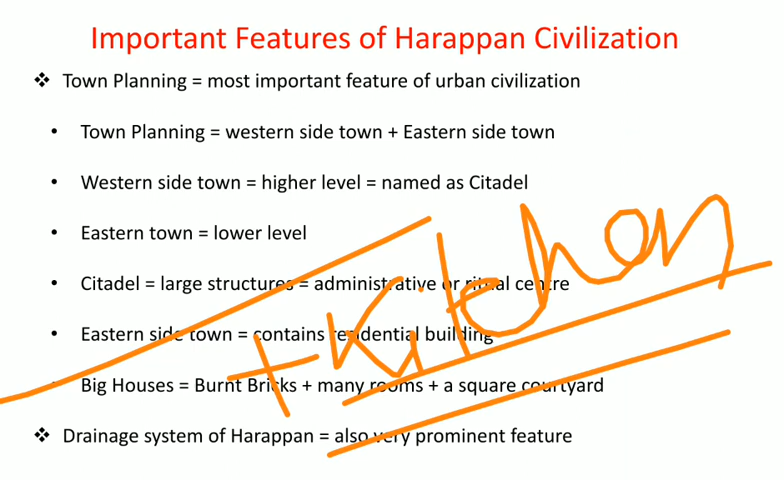 Important Features of Harappan Civilization
❖ Town Planning = most important feature of urban civilization
• Town Planning = western side town + Eastern side town
• Western side town = higher level = named as Citadel
• Eastern town = lower level
• Citadel = large structures = administrative or ritual centre
• Eastern side town = contains residential building
• Big Houses = Burnt Bricks + many rooms + a square courtyard
+ Kitchan
❖ Drainage system of Harappan = also very prominent feature